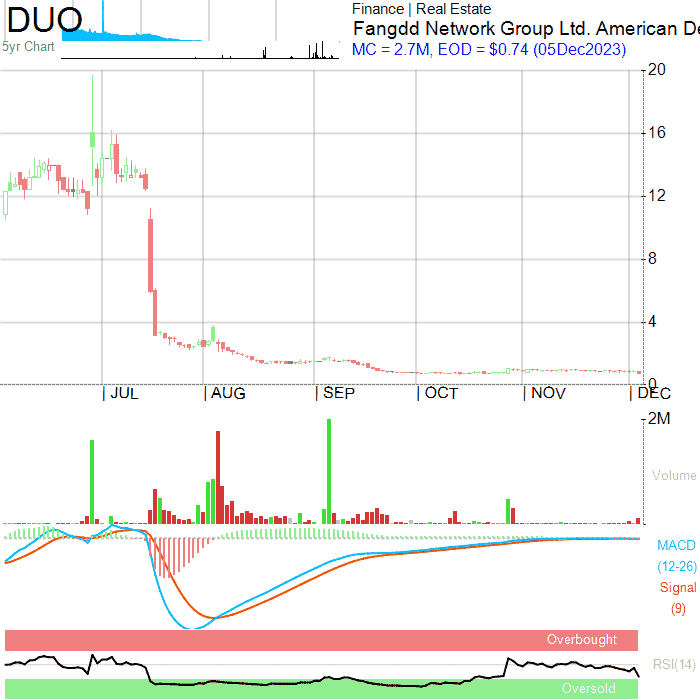 DUO
5yr Chart
Finance | Real Estate
Fangdd Network Group Ltd. American De
MC = 2.7M, EOD = $0.74 (05Dec2023)
20
16
12
8
4
0
JUL
AUG
SEP
OCT
NOV
DEC
2M
Volume
MACD
(12-26)
Signal
(9)
Overbought
RSI(14)
Oversold